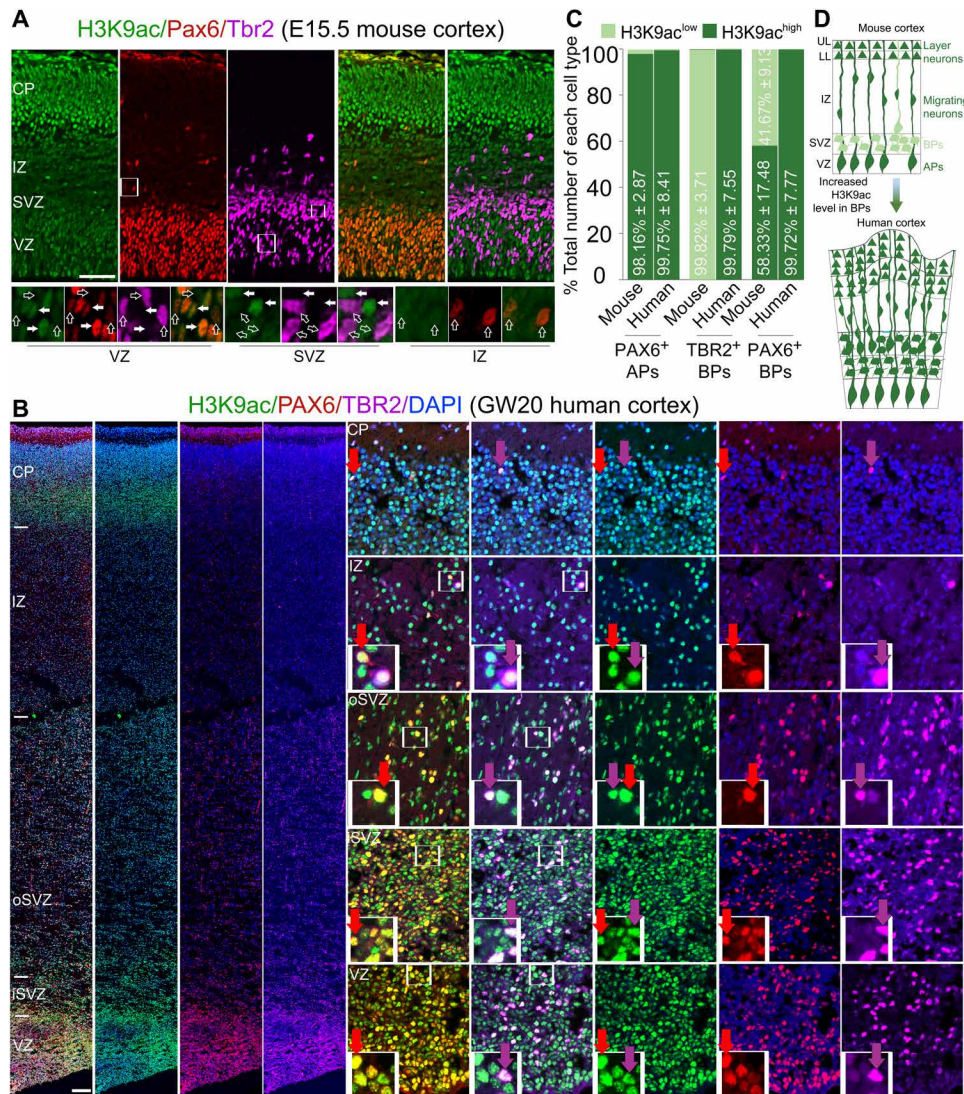 A
H3K9ac/Pax6/Tbr2 (E15.5 mouse cortex)
CP
IZ
SVZ
VZ
VZ
SVZ
IZ
C
H3K9ac^low
H3K9ac^high
% Total number of each cell type
100
80
60
40
20
0
98.16% ± 2.87
99.75% ± 8.41
99.82% ± 3.71
99.79% ± 7.55
58.33% ± 17.48
41.67% ± 9.13
99.72% ± 7.77
Mouse
Human
Mouse
Human
Mouse
Human
PAX6+
APs
TBR2+
BPs
PAX6+
BPs
D
Mouse cortex
UL
LL
IZ
SVZ
VZ
Layer
neurons
Migrating
neurons
BPs
APs
Increased
H3K9ac
level in BPs
Human cortex
B
H3K9ac/PAX6/TBR2/DAPI (GW20 human cortex)
CP
IZ
oSVZ
iSVZ
VZ
CP
IZ
oSVZ
iSVZ
VZ